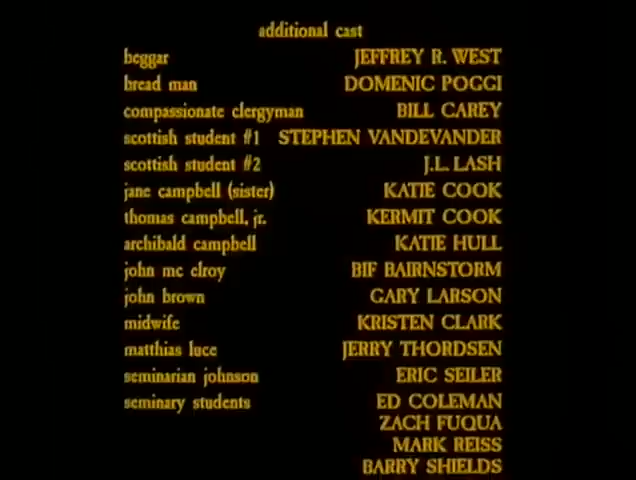 additional cast
beggar JEFFREY R. WEST
bread man DOMENIC POGGI
compassionate clergyman BILL CAREY
scottish student #1 STEPHEN VANDEVANDER
scottish student #2 J.L. LASH
jane campbell (sister) KATIE COOK
thomas campbell, jr. KERMIT COOK
archibald campbell KATIE HULL
john mc elroy BIF BAIRNSTORM
john brown GARY LARSON
midwife KRISTEN CLARK
matthias luce JERRY THORDSEN
seminarian johnson ERIC SEILER
seminary students ED COLEMAN
ZACH FUQUA
MARK REISS
BARRY SHIELDS